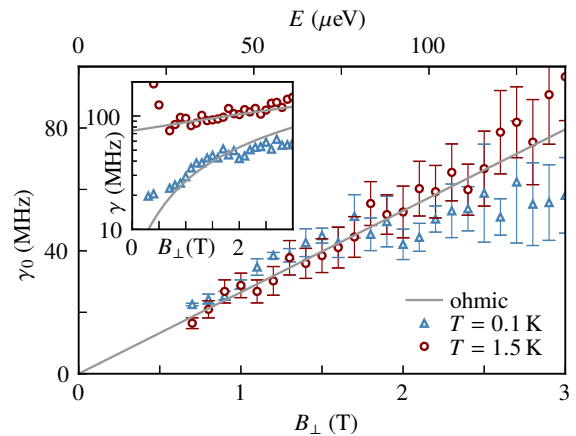 E (μeV)
0 50 100
γ₀ (MHz)
80
40
0
γ (MHz)
100
10
0 2
B⊥(T)
ohmic
T = 0.1 K
T = 1.5 K
0 1 2 3
B⊥ (T)